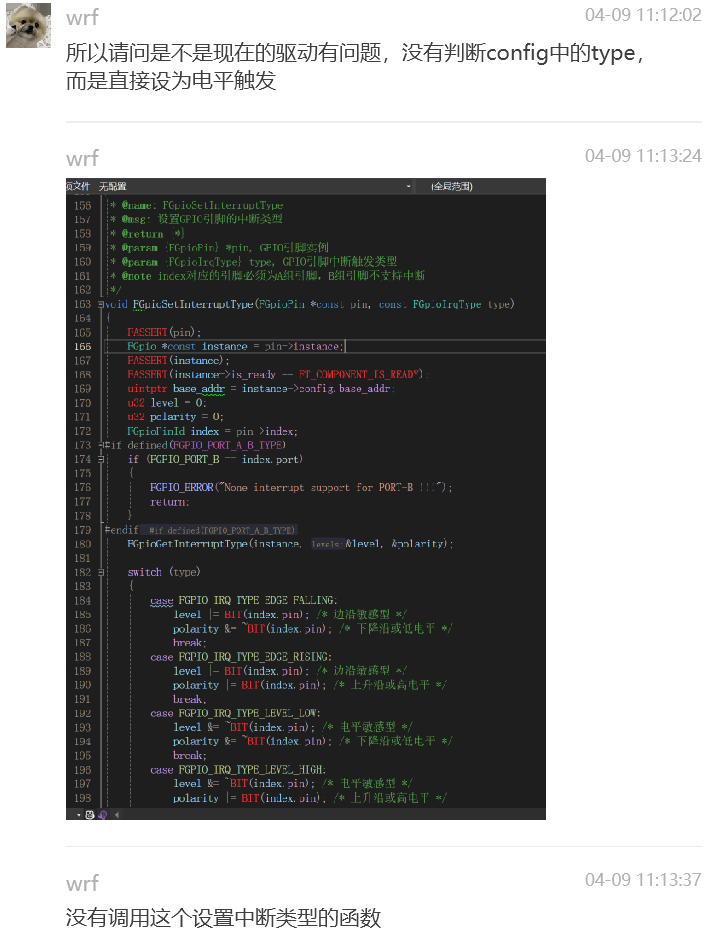 wrf
04-09 11:12:02
所以请问是不是现在的驱动有问题，没有判断config中的type，
而是直接设为电平触发
wrf
04-09 11:13:24
页文件 无配置 (全局范围)
156 * @name: FGpioSetInterruptType
157 * @msg: 设置GPIO引脚的中断类型
158 * @return {*}
159 * @param {FGpioPin} *pin, GPIO引脚实例
160 * @param {FGpioIrqType} type, GPIO引脚中断触发类型
161 * @note index对应的引脚必须为A组引脚，B组引脚不支持中断
162 */
163 void FGpioSetInterruptType(FGpioPin *const pin, const FGpioIrqType type)
164 {
165 FASSERT(pin);
166 FGpio *const instance = pin->instance;
167 FASSERT(instance);
168 FASSERT(instance->is_ready == FT_COMPONENT_IS_READY);
169 uintptr base_addr = instance->config.base_addr;
170 u32 level = 0;
171 u32 polarity = 0;
172 FGpioPinId index = pin->index;
173 #if defined(FGPIO_PORT_A_B_TYPE)
174 if (FGPIO_PORT_B == index.port)
175 {
176 FGPIO_ERROR("None interrupt support for PORT-B !!!");
177 return;
178 }
179 #endif #if defined(FGPIO_PORT_A_B_TYPE)
180 FGpioGetInterruptType(instance, levels:&level, &polarity);
181
182 switch (type)
183 {
184 case FGPIO_IRQ_TYPE_EDGE_FALLING:
185 level |= BIT(index.pin); /* 边沿敏感型 */
186 polarity &= ~BIT(index.pin); /* 下降沿或低电平 */
187 break;
188 case FGPIO_IRQ_TYPE_EDGE_RISING:
189 level |= BIT(index.pin); /* 边沿敏感型 */
190 polarity |= BIT(index.pin); /* 上升沿或高电平 */
191 break;
192 case FGPIO_IRQ_TYPE_LEVEL_LOW:
193 level &= ~BIT(index.pin); /* 电平敏感型 */
194 polarity &= ~BIT(index.pin); /* 下降沿或低电平 */
195 break;
196 case FGPIO_IRQ_TYPE_LEVEL_HIGH:
197 level &= ~BIT(index.pin); /* 电平敏感型 */
198 polarity |= BIT(index.pin); /* 上升沿或高电平 */
wrf
04-09 11:13:37
没有调用这个设置中断类型的函数